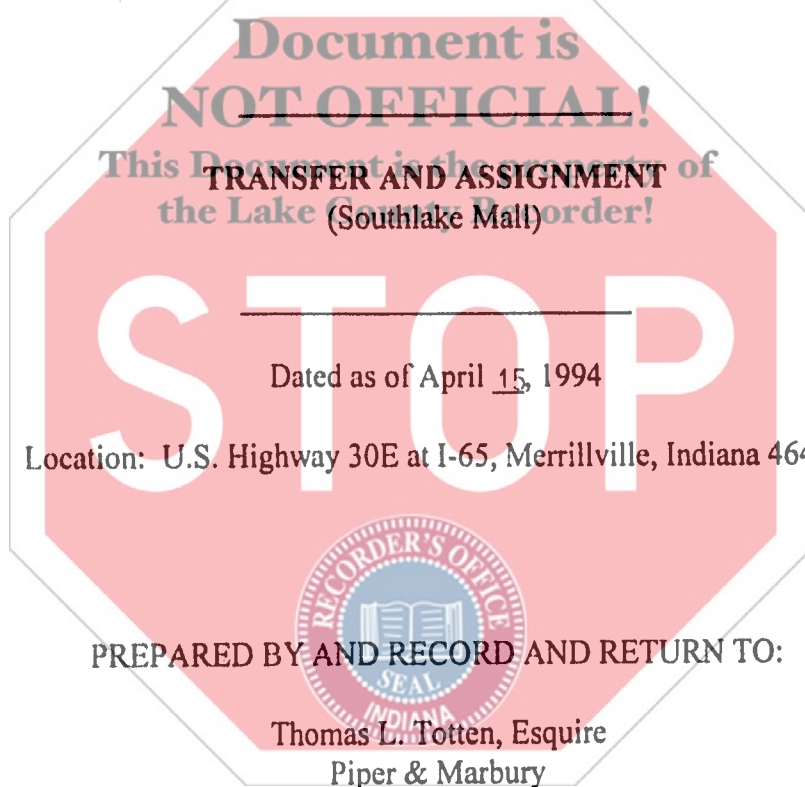 Document is
NOT OFFICIAL!
This Document is the property of
the Lake County Recorder!
TRANSFER AND ASSIGNMENT
(Southlake Mall)
STOP
Dated as of April 15, 1994
Location: U.S. Highway 30E at I-65, Merrillville, Indiana 464
RECORDER'S OFFICE
SEAL
INDIANA
PREPARED BY AND RECORD AND RETURN TO:
Thomas L. Totten, Esquire
Piper & Marbury